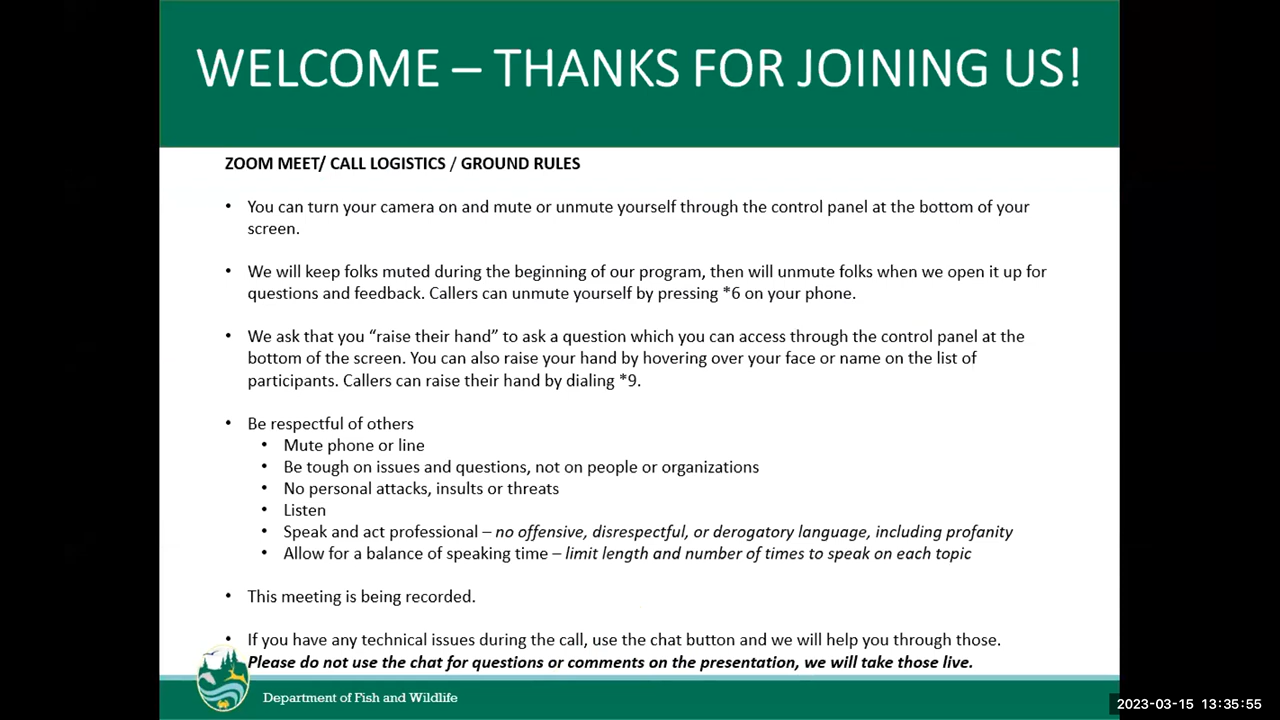 WELCOME – THANKS FOR JOINING US!
ZOOM MEET/ CALL LOGISTICS / GROUND RULES
• You can turn your camera on and mute or unmute yourself through the control panel at the bottom of your
screen.
• We will keep folks muted during the beginning of our program, then will unmute folks when we open it up for
questions and feedback. Callers can unmute yourself by pressing *6 on your phone.
• We ask that you “raise their hand” to ask a question which you can access through the control panel at the
bottom of the screen. You can also raise your hand by hovering over your face or name on the list of
participants. Callers can raise their hand by dialing *9.
• Be respectful of others
• Mute phone or line
• Be tough on issues and questions, not on people or organizations
• No personal attacks, insults or threats
• Listen
• Speak and act professional – no offensive, disrespectful, or derogatory language, including profanity
• Allow for a balance of speaking time – limit length and number of times to speak on each topic
• This meeting is being recorded.
• If you have any technical issues during the call, use the chat button and we will help you through those.
Please do not use the chat for questions or comments on the presentation, we will take those live.
Department of Fish and Wildlife
2023-03-15 13:35:55